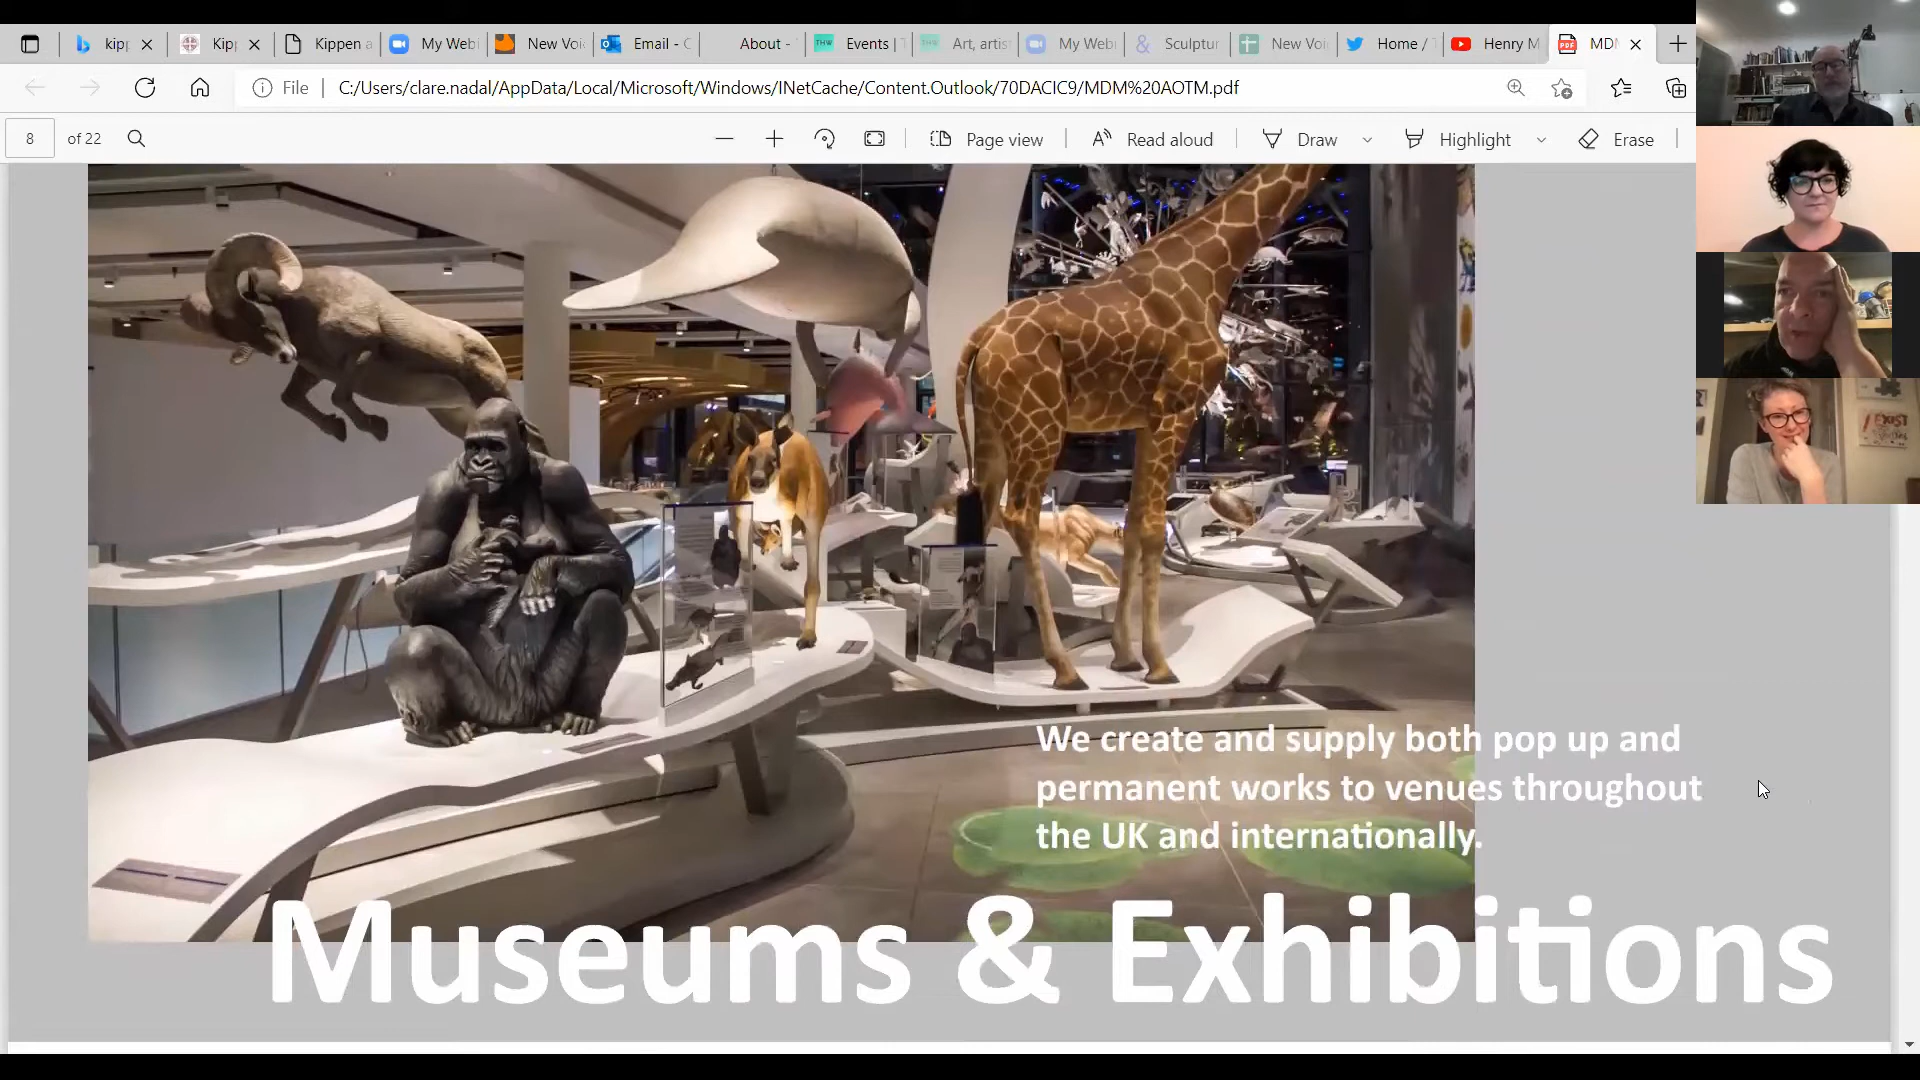 kipp
Kip
Kippen a
My Web
New Voi
Email - C
About -
Events | T
Art, artis
My Web
Sculptur
New Voi
Home / T
Henry M
MDM
File
C:/Users/clare.nadal/AppData/Local/Microsoft/Windows/INetCache/Content.Outlook/70DACIC9/MDM%20AOTM.pdf
8 of 22
Page view
Read aloud
Draw
Highlight
Erase
I EXIST
We create and supply both pop up and
permanent works to venues throughout
the UK and internationally.
Museums & Exhibitions